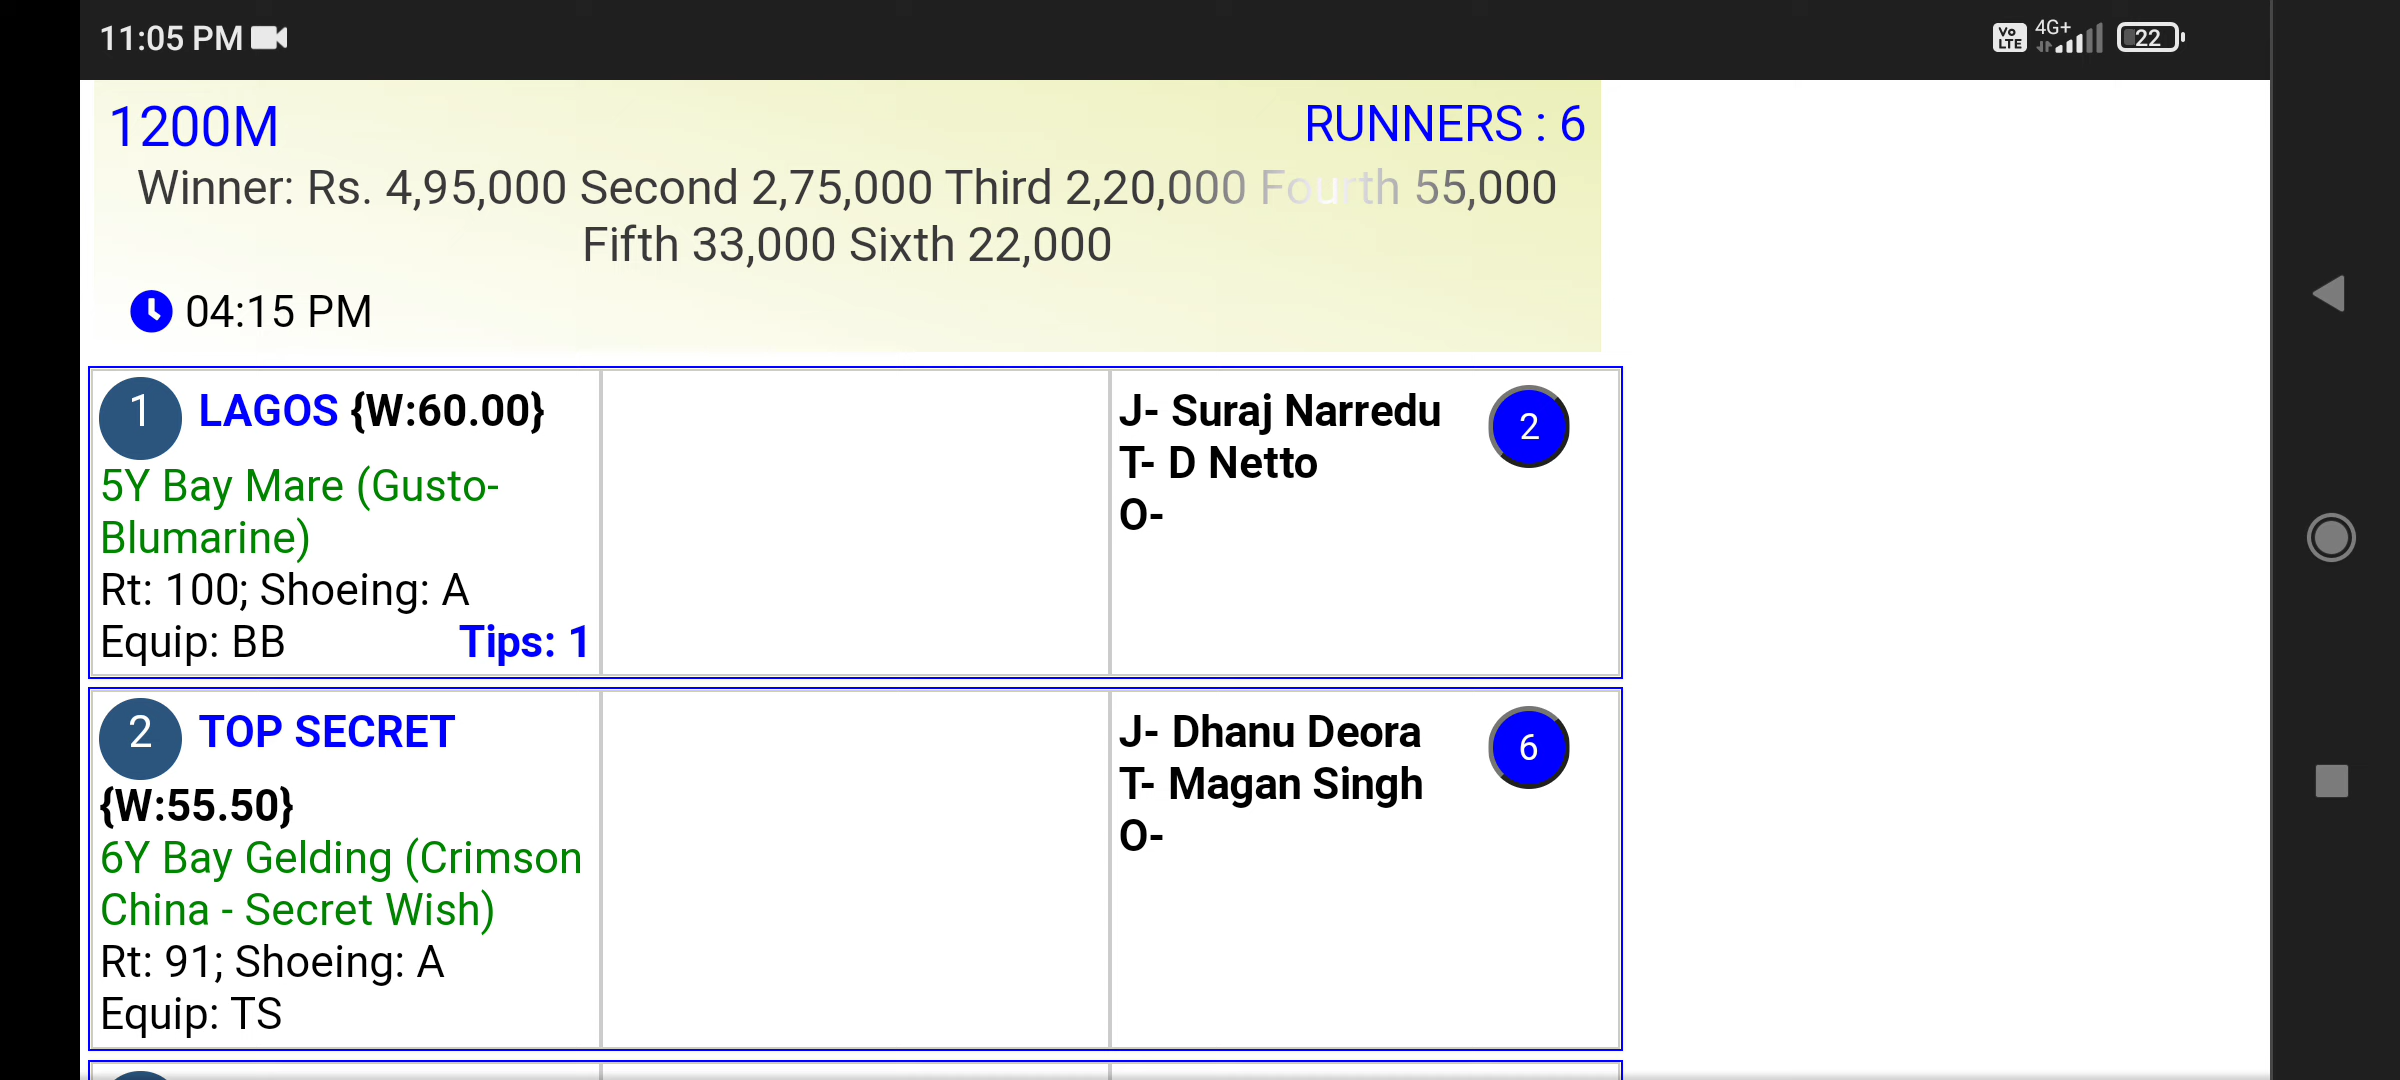 11:05 PM
Vo LTE 4G+ 22
1200M RUNNERS : 6
Winner: Rs. 4,95,000 Second 2,75,000 Third 2,20,000 Fourth 55,000
Fifth 33,000 Sixth 22,000
04:15 PM
1 LAGOS {W:60.00}
5Y Bay Mare (Gusto-
Blumarine)
Rt: 100; Shoeing: A
Equip: BB Tips: 1
J- Suraj Narredu 2
T- D Netto
O-
2 TOP SECRET
{W:55.50}
6Y Bay Gelding (Crimson
China - Secret Wish)
Rt: 91; Shoeing: A
Equip: TS
J- Dhanu Deora 6
T- Magan Singh
O-